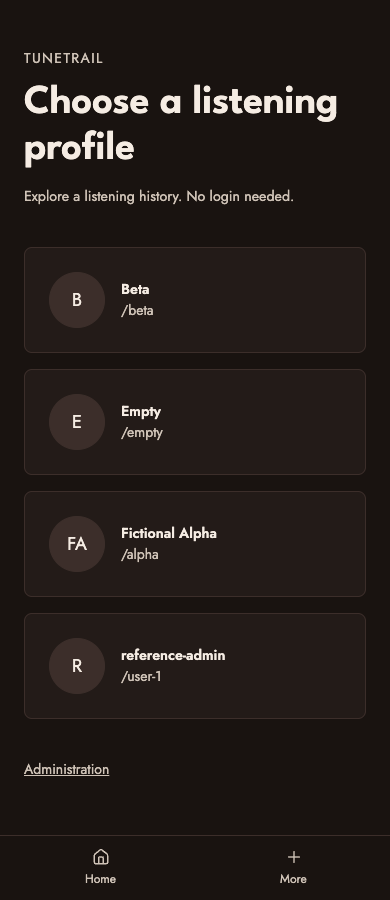 TUNETRAIL
Choose a listening
profile
Explore a listening history. No login needed.
B
Beta
/beta
E
Empty
/empty
FA
Fictional Alpha
/alpha
R
reference-admin
/user-1
Administration
Home
More